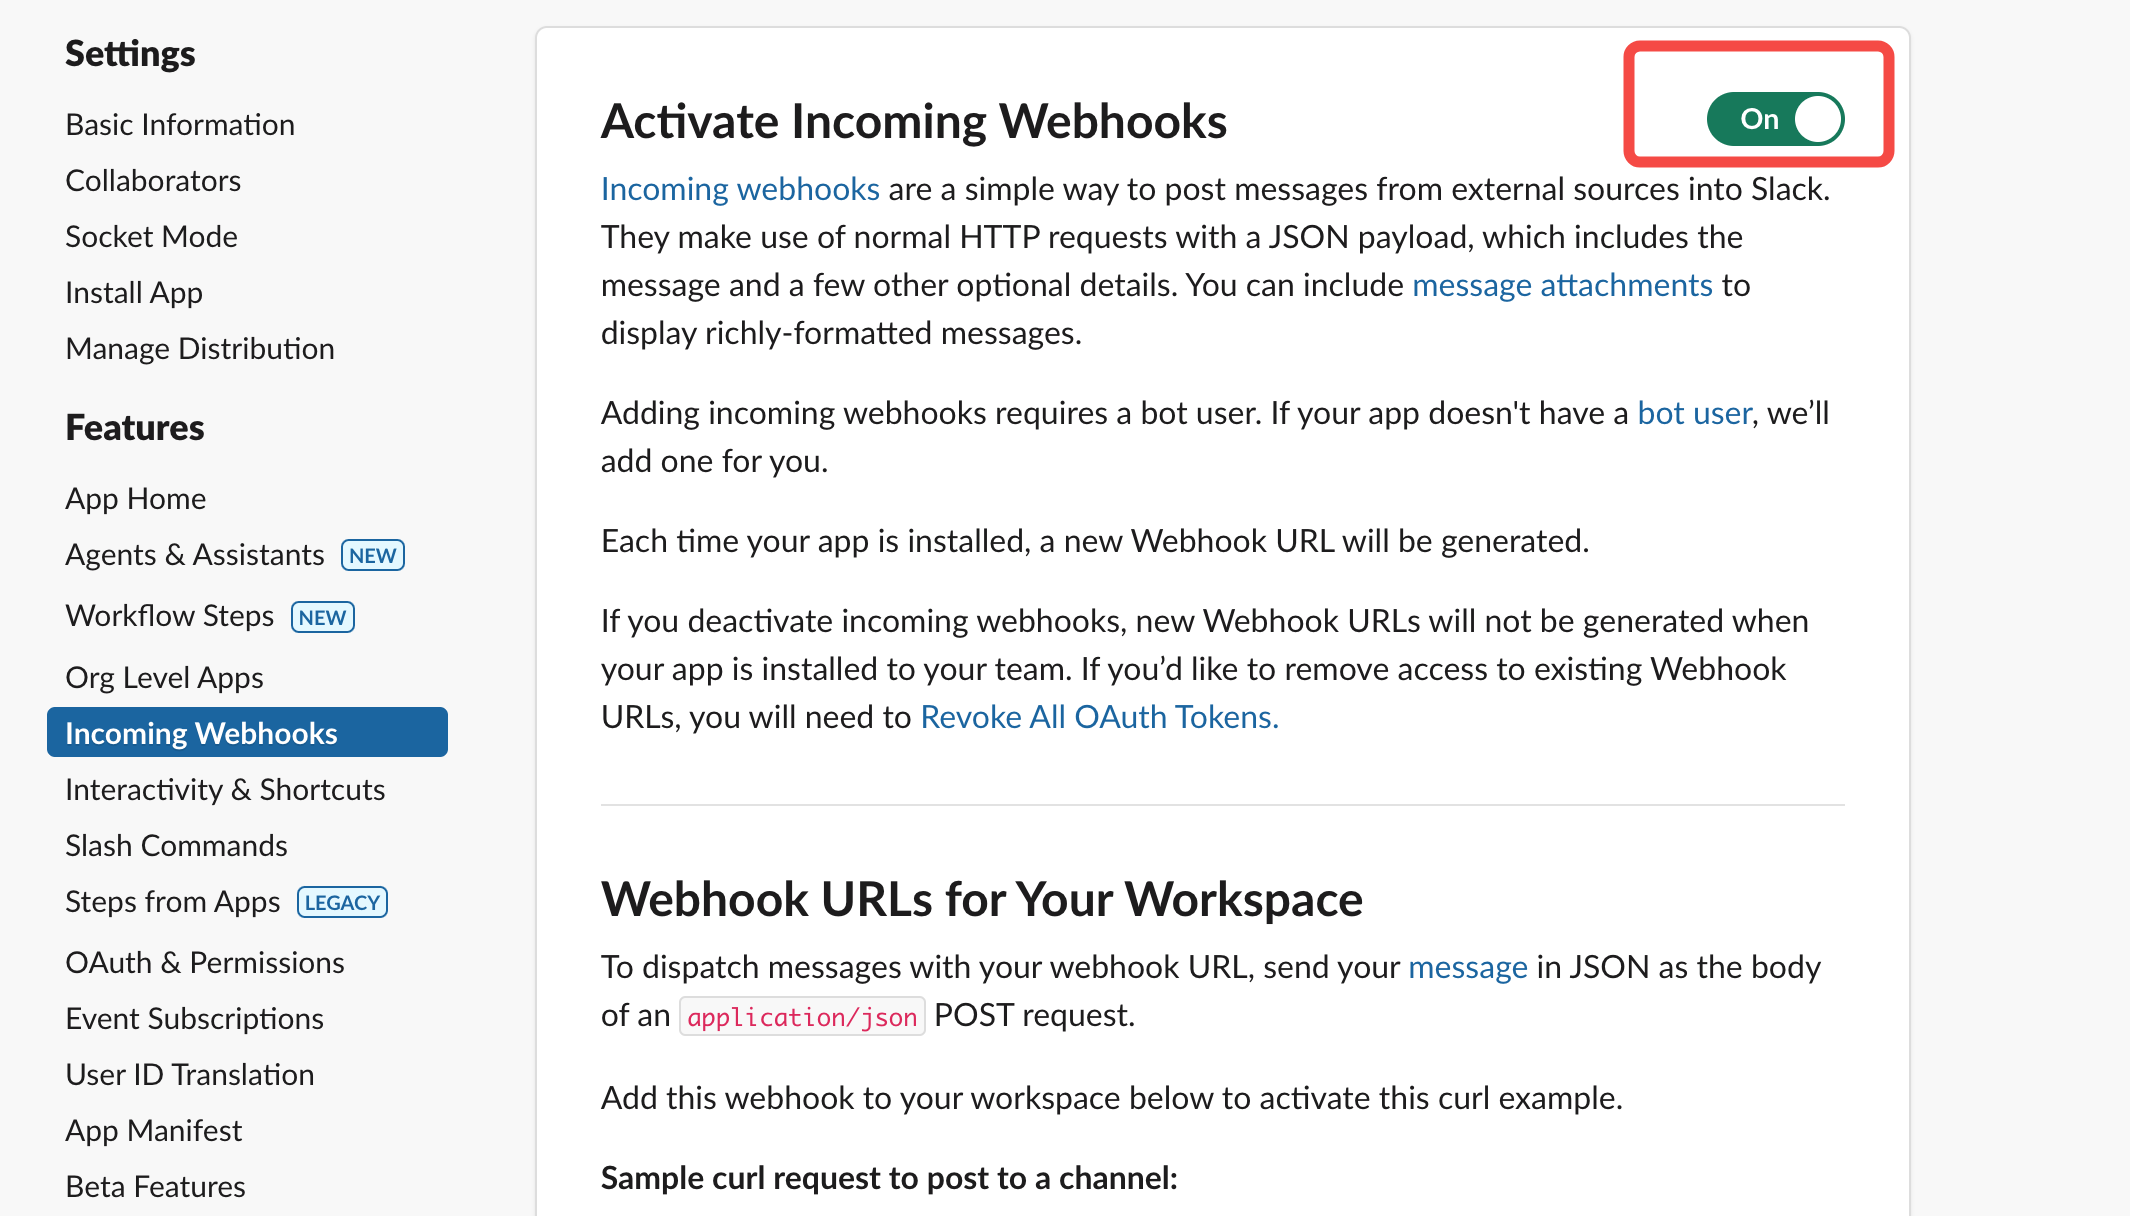 Settings
Basic Information
Collaborators
Socket Mode
Install App
Manage Distribution
Features
App Home
Agents & Assistants NEW
Workflow Steps NEW
Org Level Apps
Incoming Webhooks
Interactivity & Shortcuts
Slash Commands
Steps from Apps LEGACY
OAuth & Permissions
Event Subscriptions
User ID Translation
App Manifest
Beta Features
Activate Incoming Webhooks
On
Incoming webhooks are a simple way to post messages from external sources into Slack.
They make use of normal HTTP requests with a JSON payload, which includes the
message and a few other optional details. You can include message attachments to
display richly-formatted messages.
Adding incoming webhooks requires a bot user. If your app doesn't have a bot user, we’ll
add one for you.
Each time your app is installed, a new Webhook URL will be generated.
If you deactivate incoming webhooks, new Webhook URLs will not be generated when
your app is installed to your team. If you’d like to remove access to existing Webhook
URLs, you will need to Revoke All OAuth Tokens.
Webhook URLs for Your Workspace
To dispatch messages with your webhook URL, send your message in JSON as the body
of an application/json POST request.
Add this webhook to your workspace below to activate this curl example.
Sample curl request to post to a channel: